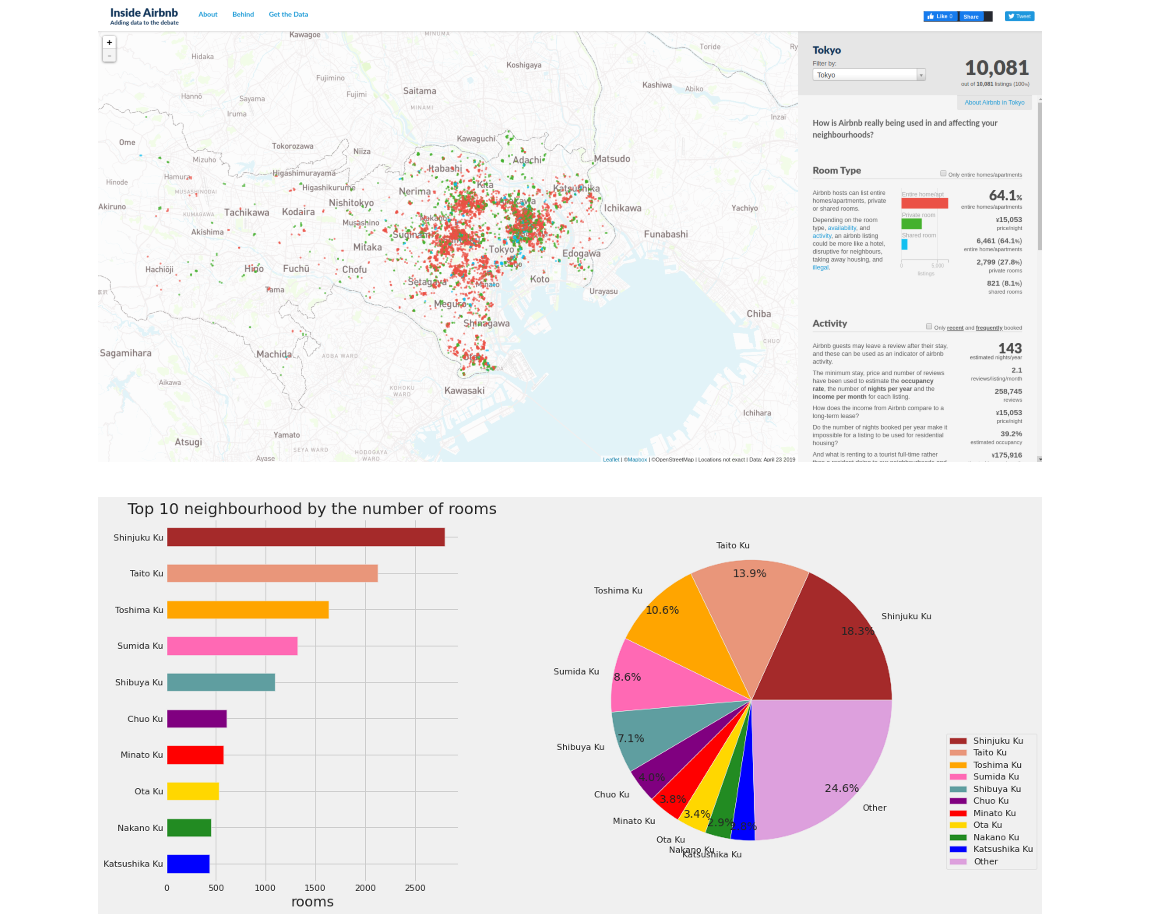 Inside Airbnb
Adding data to the debate
About Behind Get the Data
Like 0 Share Tweet
+
−
Kawagoe
Hidaka
Koshigaya
Toride
Ry
Hannō
Sayama
Fujimino
Fujimi
Saitama
MINAMI
Kashiwa
Abiko
Iruma
Inzai
Ome
Tokorozawa
Niiza
Kawaguchi
Mizuho
Higashimurayama
Itabashi
Adachi
Matsudo
Hinode
Higashikurume
Nerima
Kita
Katsushika
Akiruno
Tachikawa
Kodaira
Nishitokyo
Ichikawa
Yachiyo
Akishima
Musashino
Mitaka
Tokyo
Edogawa
Funabashi
Hachiōji
Hino
Fuchū
Chofu
Setagaya
Minato
Koto
Urayasu
Tama
Meguro
Chiba
CHUO
Shinagawa
Sagamihara
Machida
ASAO WARD
Aikawa
KOHOKU
WARD
Kawasaki
Ichihara
Atsugi
Yamato
SEYA WARD
HODOGAYA
WARD
Ayase
Leaflet | ©Mapbox | ©OpenStreetMap | Locations not exact | Data: April 23 2019
Tokyo
Filter by:
Tokyo
10,081
out of 10,081 listings (100%)
About Airbnb in Tokyo
How is Airbnb really being used in and affecting your
neighbourhoods?
Room Type
Only entire homes/apartments
Airbnb hosts can list entire
homes/apartments, private
or shared rooms.
Depending on the room
type, availability, and
activity, an airbnb listing
could be more like a hotel,
disruptive for neighbours,
taking away housing, and
illegal.
Entire home/apt
Private room
Shared room
0 5,000
listings
64.1%
entire homes/apartments
¥15,053
price/night
6,461 (64.1%)
entire home/apartments
2,799 (27.8%)
private rooms
821 (8.1%)
shared rooms
Activity
Only recent and frequently booked
Airbnb guests may leave a review after their stay,
and these can be used as an indicator of airbnb
activity.
The minimum stay, price and number of reviews
have been used to estimate the occupancy
rate, the number of nights per year and the
income per month for each listing.
How does the income from Airbnb compare to a
long-term lease?
Do the number of nights booked per year make it
impossible for a listing to be used for residential
housing?
And what is renting to a tourist full-time rather
143
estimated nights/year
2.1
reviews/listing/month
258,745
reviews
¥15,053
price/night
39.2%
estimated occupancy
¥175,916
Top 10 neighbourhood by the number of rooms
Shinjuku Ku
Taito Ku
Toshima Ku
Sumida Ku
Shibuya Ku
Chuo Ku
Minato Ku
Ota Ku
Nakano Ku
Katsushika Ku
0 500 1000 1500 2000 2500
rooms
Taito Ku
13.9%
Toshima Ku
10.6%
Shinjuku Ku
18.3%
Sumida Ku
8.6%
Shibuya Ku
7.1%
Chuo Ku
4.0%
Minato Ku
3.8%
Ota Ku
3.4%
Nakano Ku
2.9%
Katsushika Ku
Other
24.6%
Shinjuku Ku
Taito Ku
Toshima Ku
Sumida Ku
Shibuya Ku
Chuo Ku
Minato Ku
Ota Ku
Nakano Ku
Katsushika Ku
Other